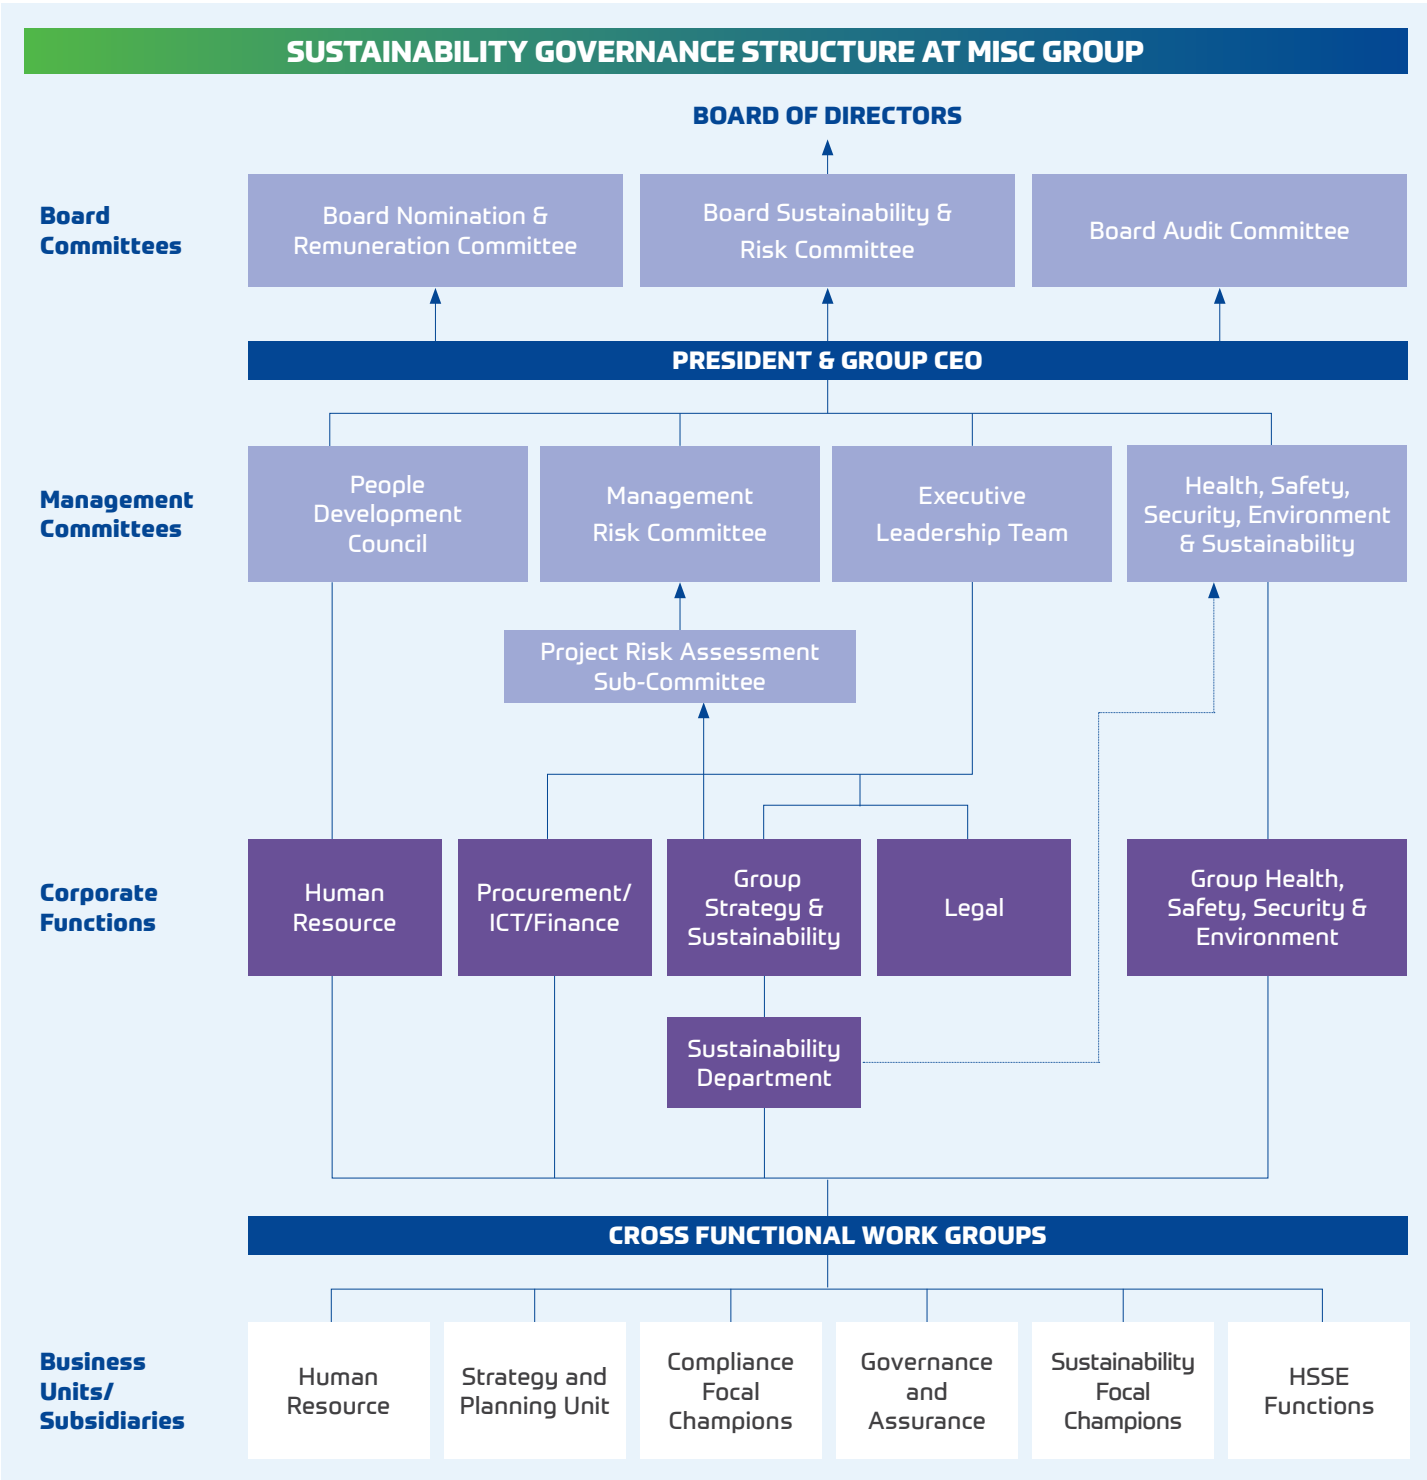 SUSTAINABILITY GOVERNANCE STRUCTURE AT MISC GROUP
BOARD OF DIRECTORS
Board
Committees
Board Nomination &
Remuneration Committee
Board Sustainability &
Risk Committee
Board Audit Committee
PRESIDENT & GROUP CEO
Management
Committees
People
Development
Council
Management
Risk Committee
Executive
Leadership Team
Health, Safety,
Security, Environment
& Sustainability
Project Risk Assessment
Sub-Committee
Corporate
Functions
Human
Resource
Procurement/
ICT/Finance
Group
Strategy &
Sustainability
Legal
Group Health,
Safety, Security &
Environment
Sustainability
Department
CROSS FUNCTIONAL WORK GROUPS
Business
Units/
Subsidiaries
Human
Resource
Strategy and
Planning Unit
Compliance
Focal
Champions
Governance
and
Assurance
Sustainability
Focal
Champions
HSSE
Functions